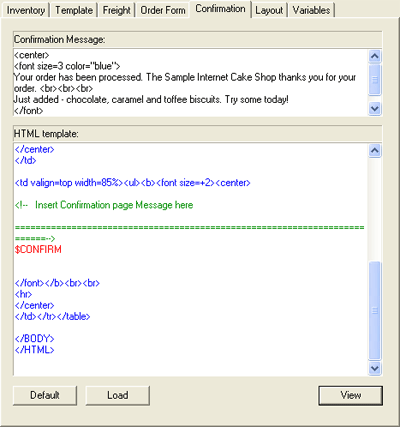 Inventory Template Freight Order Form Confirmation Layout Variables
Confirmation Message:
<center>
<font size=3 color="blue">
Your order has been processed. The Sample Internet Cake Shop thanks you for your
order. <br><br><br>
Just added - chocolate, caramel and toffee biscuits. Try some today!
</font>
HTML template:
</center>
</td>
<td valign=top width=85%><ul><b><font size=+2><center>
<!--   Insert Confirmation page Message here
=====================================================================
======-->
$CONFIRM
</font></b><br><br>
<hr>
</center>
</td></tr></table>
</BODY>
</HTML>
Default Load View